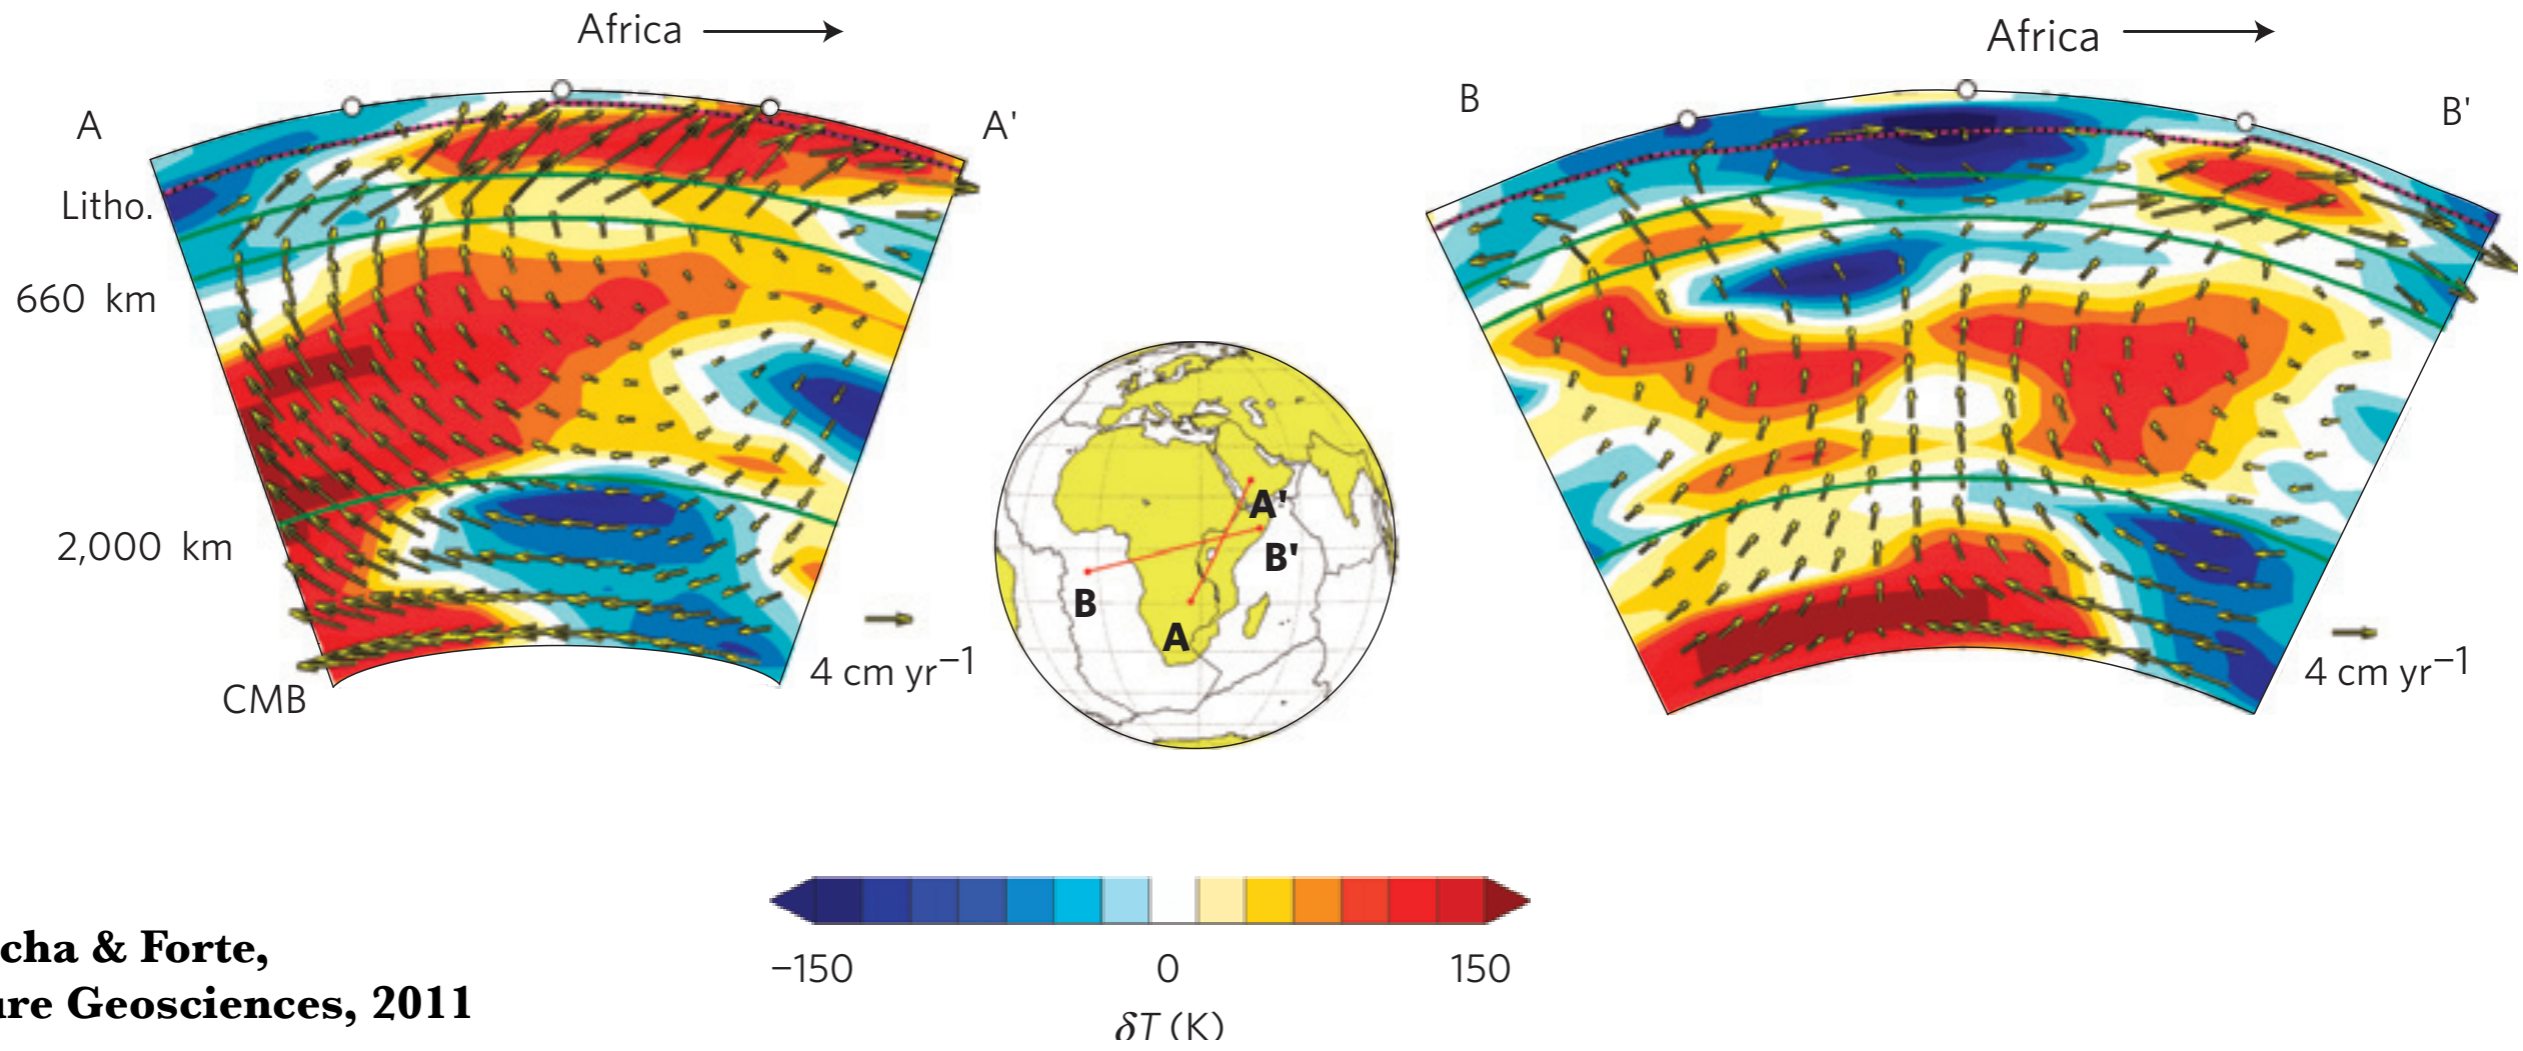 Africa
Africa
A
A'
B
B'
Litho.
660 km
2,000 km
CMB
4 cm yr⁻¹
4 cm yr⁻¹
A'
B'
B
A
−150
0
150
δT (K)
cha & Forte,
ure Geosciences, 2011